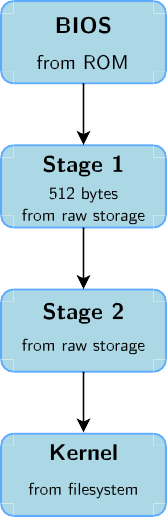 BIOS
from ROM
Stage 1
512 bytes
from raw storage
Stage 2
from raw storage
Kernel
from filesystem